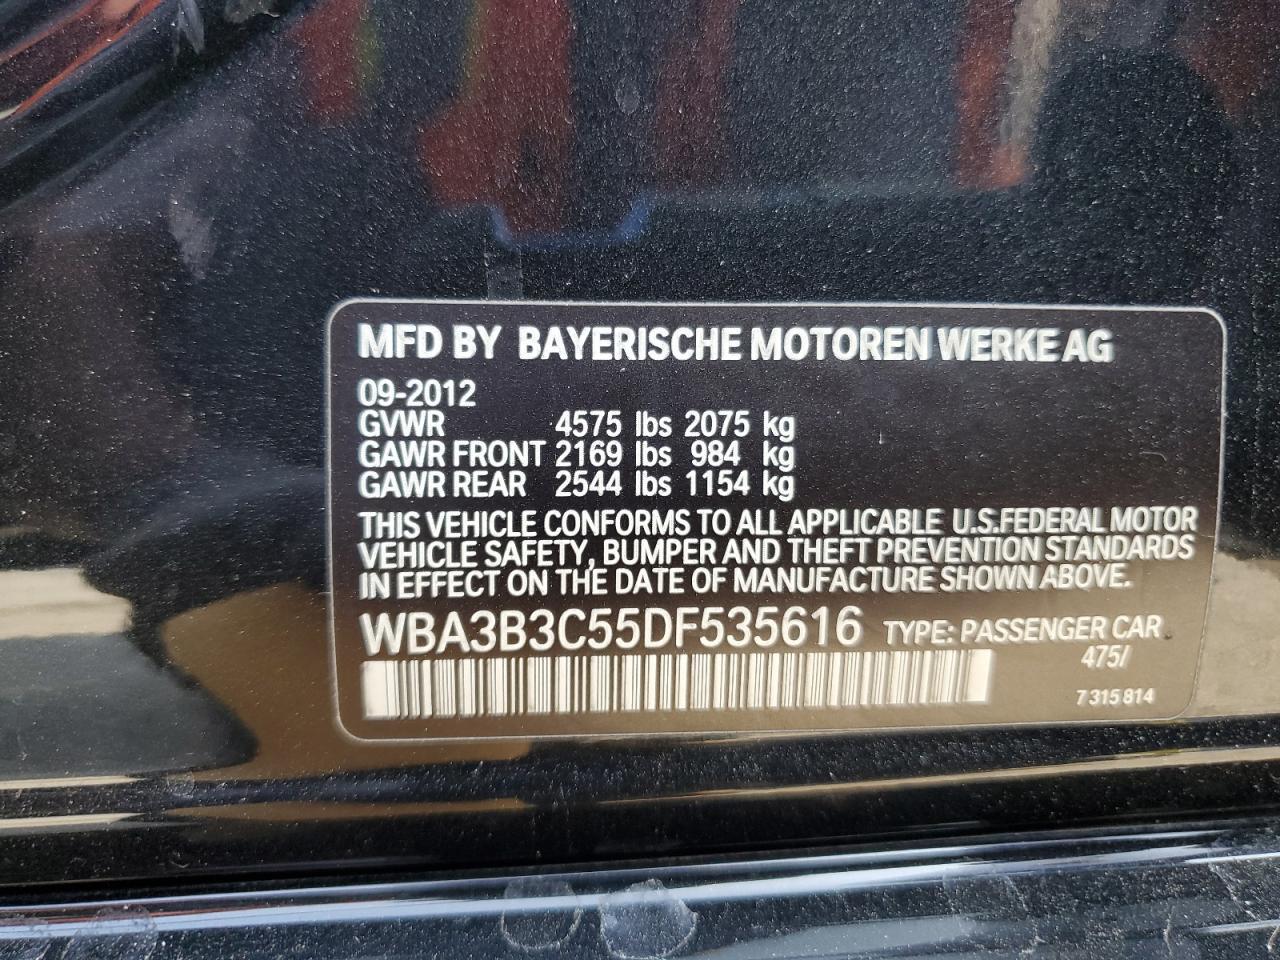 MFD BY BAYERISCHE MOTOREN WERKE AG
09-2012
GVWR 4575 lbs 2075 kg
GAWR FRONT 2169 lbs 984 kg
GAWR REAR 2544 lbs 1154 kg
THIS VEHICLE CONFORMS TO ALL APPLICABLE U.S.FEDERAL MOTOR
VEHICLE SAFETY, BUMPER AND THEFT PREVENTION STANDARDS
IN EFFECT ON THE DATE OF MANUFACTURE SHOWN ABOVE.
WBA3B3C55DF535616 TYPE: PASSENGER CAR
475/
7 315 814